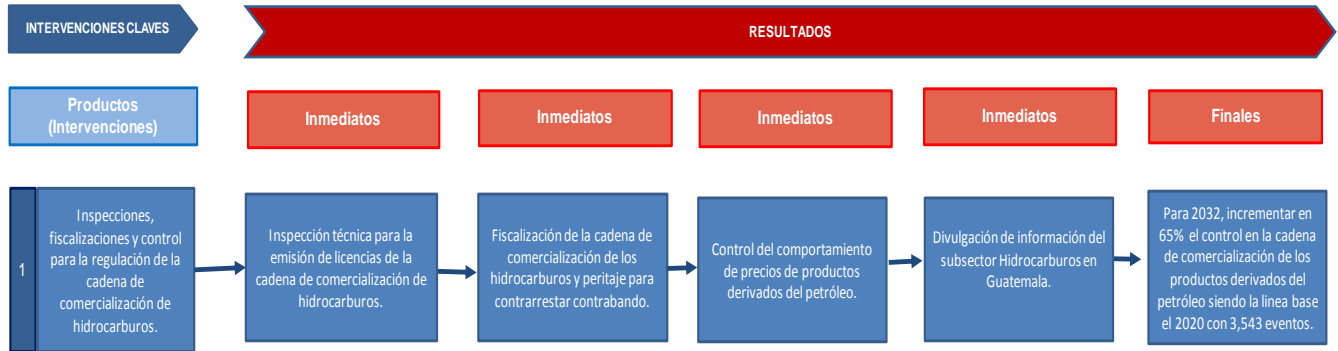 INTERVENCIONES CLAVES
RESULTADOS
Productos
(Intervenciones)
Inmediatos
Inmediatos
Inmediatos
Inmediatos
Finales
1
Inspecciones,
fiscalizaciones y control
para la regulación de la
cadena de
comercialización de
hidrocarburos.
Inspección técnica para la
emisión de licencias de la
cadena de comercialización de
hidrocarburos.
Fiscalización de la cadena de
comercialización de los
hidrocarburos y peritaje para
contrarrestar contrabando.
Control del comportamiento
de precios de productos
derivados del petróleo.
Divulgación de información del
subsector Hidrocarburos en
Guatemala.
Para 2032, incrementar en
65% el control en la cadena
de comercialización de los
productos derivados del
petróleo siendo la linea base
el 2020 con 3,543 eventos.